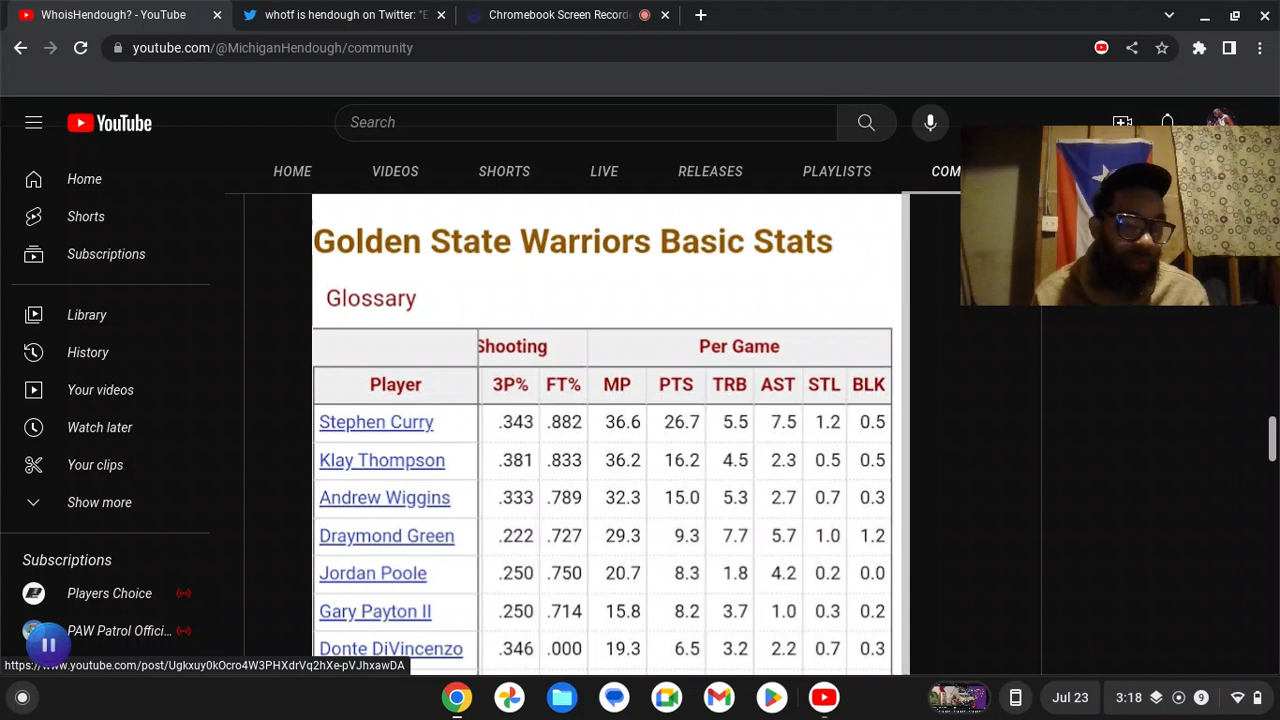 WhoisHendough? - YouTube
whotf is hendough on Twitter: "E
Chromebook Screen Record
youtube.com/@MichiganHendough/community
YouTube
Search
HOME VIDEOS SHORTS LIVE RELEASES PLAYLISTS COM
Home
Shorts
Subscriptions
Library
History
Your videos
Watch later
Your clips
Show more
Subscriptions
Players Choice
PAW Patrol Offici...
Golden State Warriors Basic Stats
Glossary
Shooting Per Game
Player 3P% FT% MP PTS TRB AST STL BLK
Stephen Curry .343 .882 36.6 26.7 5.5 7.5 1.2 0.5
Klay Thompson .381 .833 36.2 16.2 4.5 2.3 0.5 0.5
Andrew Wiggins .333 .789 32.3 15.0 5.3 2.7 0.7 0.3
Draymond Green .222 .727 29.3 9.3 7.7 5.7 1.0 1.2
Jordan Poole .250 .750 20.7 8.3 1.8 4.2 0.2 0.0
Gary Payton II .250 .714 15.8 8.2 3.7 1.0 0.3 0.2
Donte DiVincenzo .346 .000 19.3 6.5 3.2 2.2 0.7 0.3
https://www.youtube.com/post/Ugkxuy0kOcro4W3PHXdrVq2hXe-pVJhxawDA
Jul 23 3:18 9